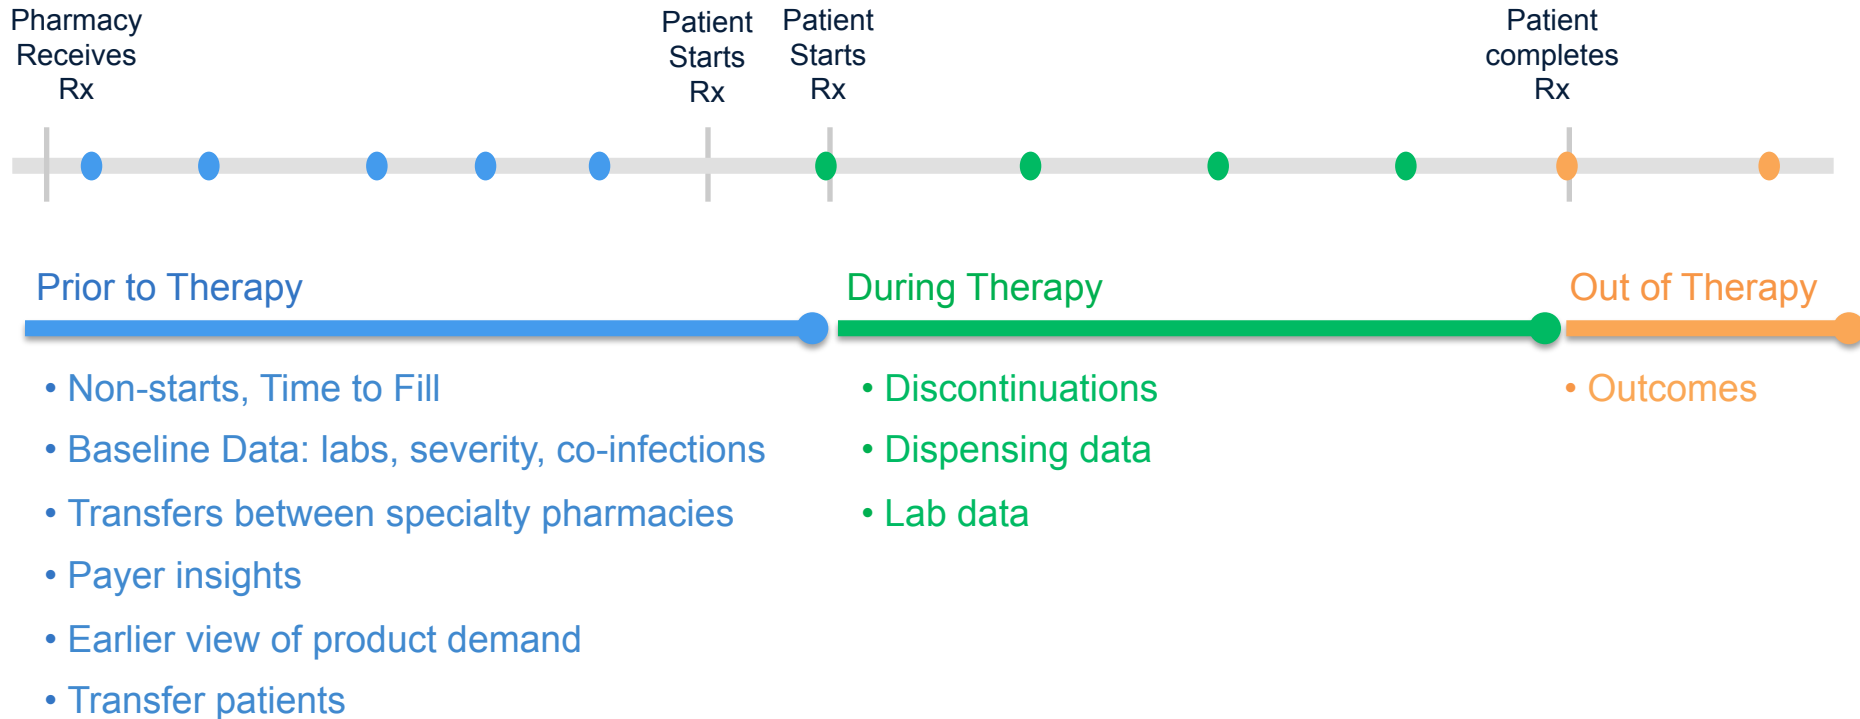 Pharmacy
Receives
Rx
Patient
Starts
Rx
Patient
Starts
Rx
Patient
completes
Rx
Prior to Therapy
• Non-starts, Time to Fill
• Baseline Data: labs, severity, co-infections
• Transfers between specialty pharmacies
• Payer insights
• Earlier view of product demand
• Transfer patients
During Therapy
• Discontinuations
• Dispensing data
• Lab data
Out of Therapy
• Outcomes